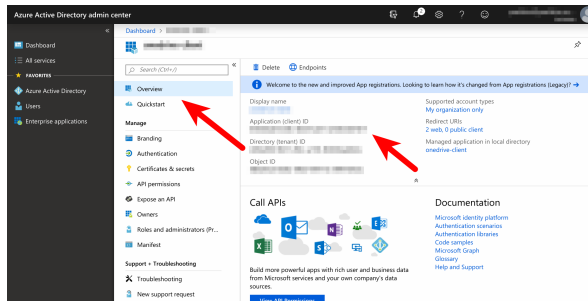 Azure Active Directory admin center
2
?
«
Dashboard
All services
FAVORITES
Azure Active Directory
Users
Enterprise applications
Dashboard >
Search (Ctrl+/)
«
Overview
Quickstart
Manage
Branding
Authentication
Certificates & secrets
API permissions
Expose an API
Owners
Roles and administrators (Pr...
Manifest
Support + Troubleshooting
Troubleshooting
New support request
Delete
Endpoints
Welcome to the new and improved App registrations. Looking to learn how it's changed from App registrations (Legacy)? →
Display name
Application (client) ID
Directory (tenant) ID
Object ID
Supported account types
My organization only
Redirect URIs
2 web, 0 public client
Managed application in local directory
onedrive-client
Call APIs
Build more powerful apps with rich user and business data
from Microsoft services and your own company's data
sources.
View API Permissions
Documentation
Microsoft identity platform
Authentication scenarios
Authentication libraries
Code samples
Microsoft Graph
Glossary
Help and Support